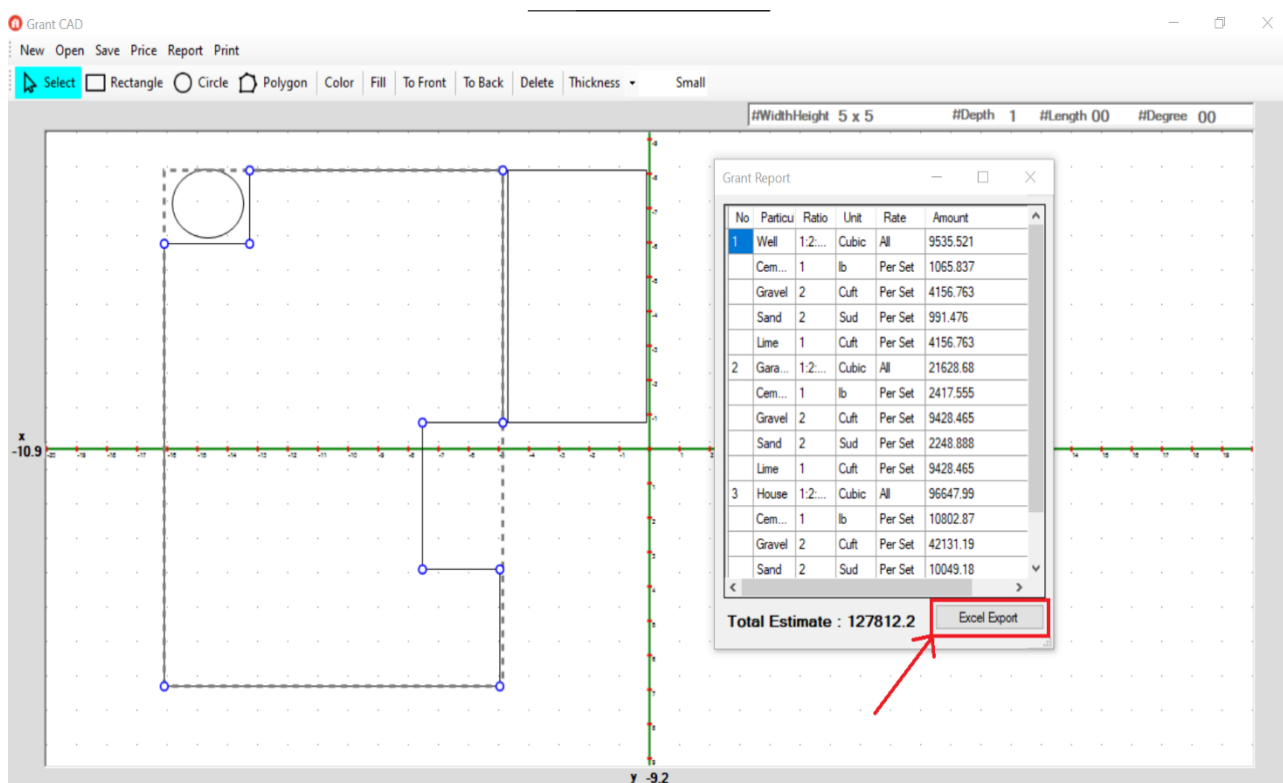 Grant CAD
New Open Save Price Report Print
Select Rectangle Circle Polygon Color Fill To Front To Back Delete Thickness Small
#WidthHeight 5 x 5 #Depth 1 #Length 00 #Degree 00
Grant Report
No Particu Ratio Unit Rate Amount
1 Well 1:2:... Cubic All 9535.521
Cem... 1 lb Per Set 1065.837
Gravel 2 Cuft Per Set 4156.763
Sand 2 Sud Per Set 991.476
Lime 1 Cuft Per Set 4156.763
2 Gara... 1:2:... Cubic All 21628.68
Cem... 1 lb Per Set 2417.555
Gravel 2 Cuft Per Set 9428.465
Sand 2 Sud Per Set 2248.888
Lime 1 Cuft Per Set 9428.465
3 House 1:2:... Cubic All 96647.99
Cem... 1 lb Per Set 10802.87
Gravel 2 Cuft Per Set 42131.19
Sand 2 Sud Per Set 10049.18
Total Estimate : 127812.2 Excel Export
x
-10.9
y -9.2